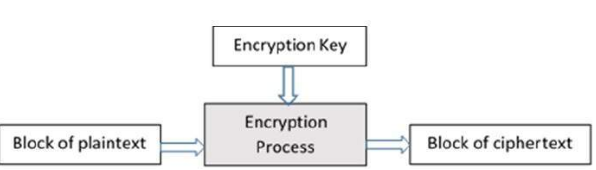 Encryption Key
Block of plaintext
Encryption
Process
Block of ciphertext